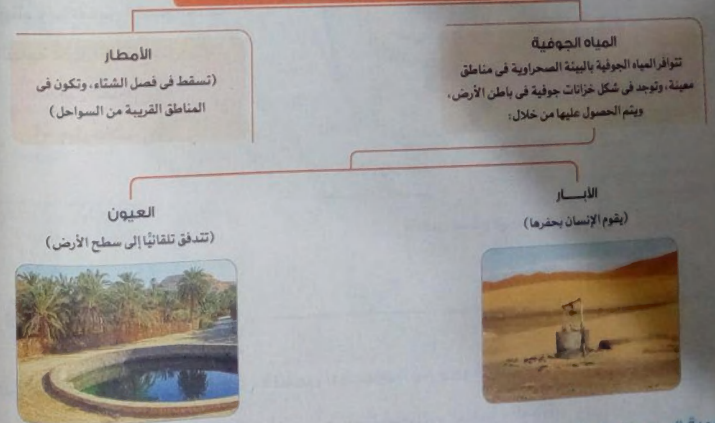 المياه الجوفية
تتوافر المياه الجوفية بالبيئة الصحراوية فى مناطق
معينة، وتوجد فى شكل خزانات جوفية فى باطن الأرض،
ويتم الحصول عليها من خلال:
الأمطار
(تسقط فى فصل الشتاء، وتكون فى
المناطق القريبة من السواحل)
الأبـــار
(يقوم الإنسان بحفرها)
العيون
(تتدفق تلقائيًّا إلى سطح الأرض)